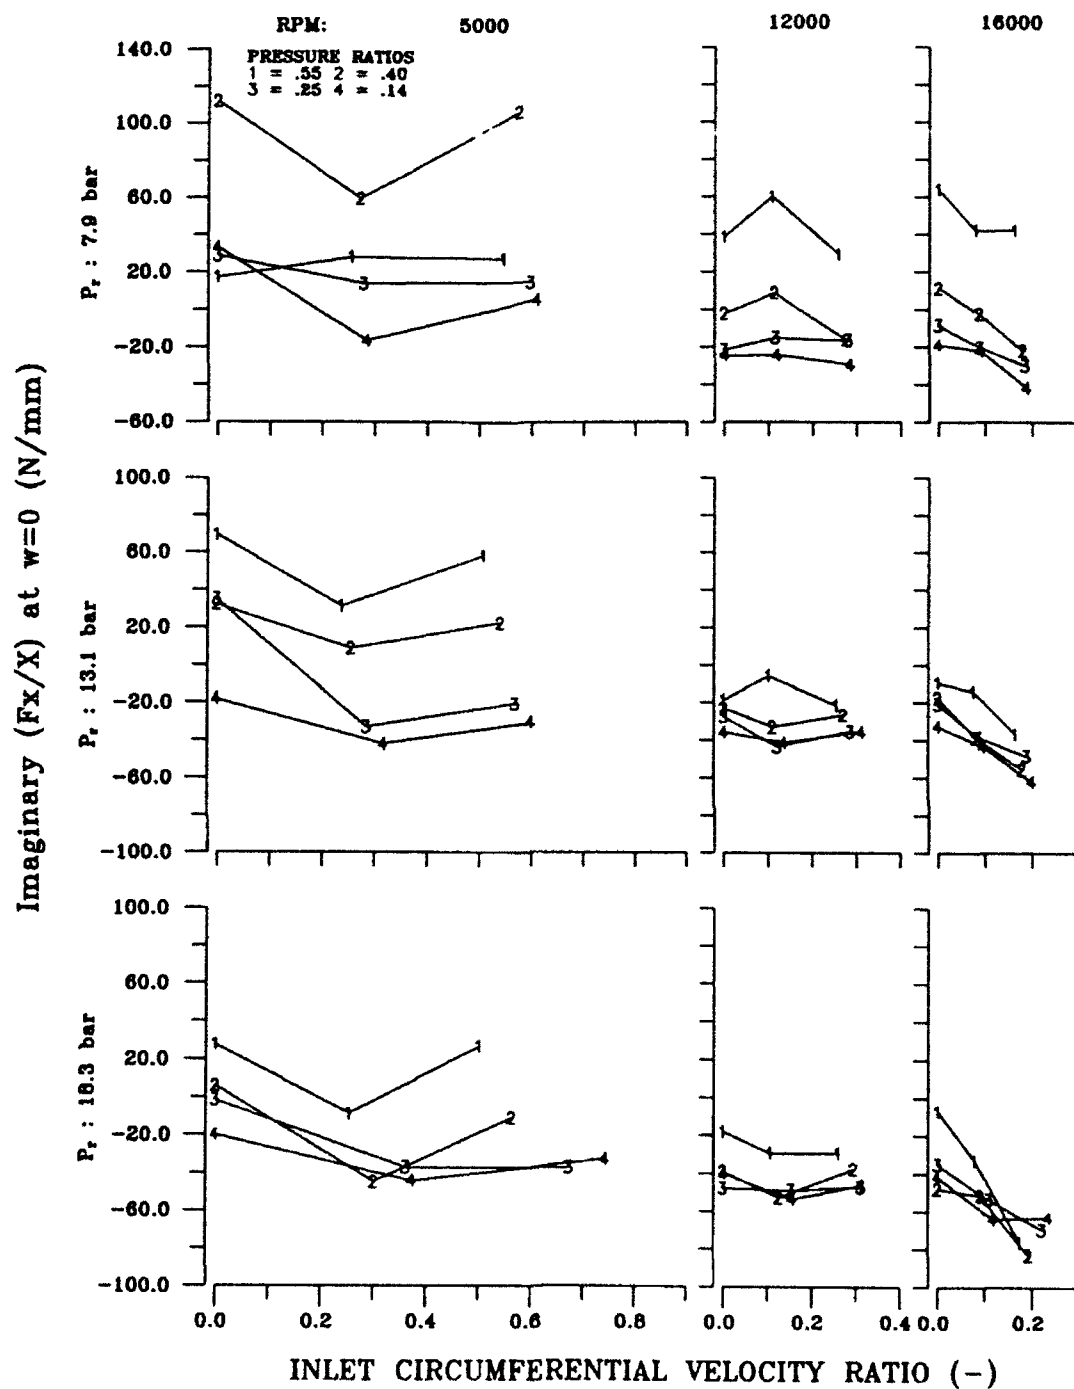 RPM: 5000 12000 16000
PRESSURE RATIOS
1 = .55 2 = .40
3 = .25 4 = .14
140.0
100.0
60.0
20.0
-20.0
-60.0
P_r : 7.9 bar
100.0
60.0
20.0
-20.0
-60.0
-100.0
P_r : 13.1 bar
100.0
60.0
20.0
-20.0
-60.0
-100.0
P_r : 18.3 bar
Imaginary (Fx/X) at w=0 (N/mm)
0.0 0.2 0.4 0.6 0.8 0.0 0.2 0.4 0.0 0.2
INLET CIRCUMFERENTIAL VELOCITY RATIO (-)